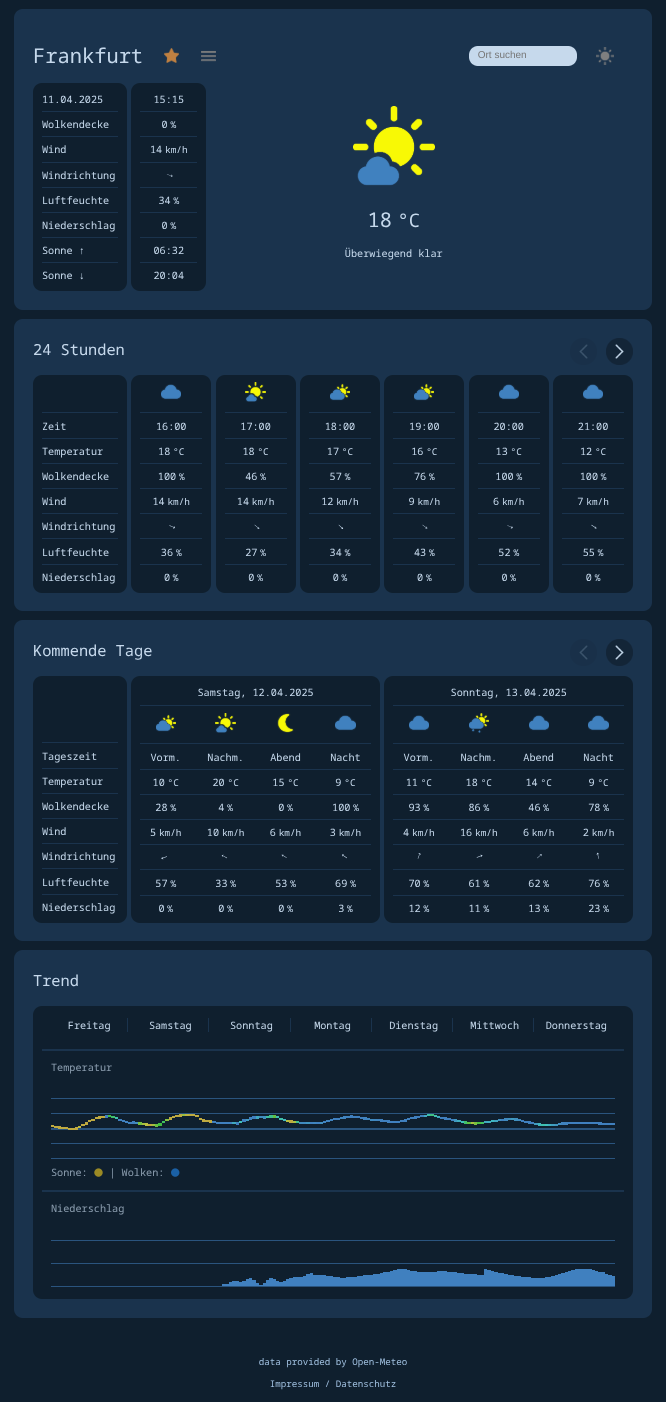 Frankfurt
Ort suchen
11.04.2025 15:15
Wolkendecke 0 %
Wind 14 km/h
Windrichtung
Luftfeuchte 34 %
Niederschlag 0 %
Sonne ↑ 06:32
Sonne ↓ 20:04
18 °C
Überwiegend klar
24 Stunden
Zeit 16:00 17:00 18:00 19:00 20:00 21:00
Temperatur 18 °C 18 °C 17 °C 16 °C 13 °C 12 °C
Wolkendecke 100 % 46 % 57 % 76 % 100 % 100 %
Wind 14 km/h 14 km/h 12 km/h 9 km/h 6 km/h 7 km/h
Windrichtung
Luftfeuchte 36 % 27 % 34 % 43 % 52 % 55 %
Niederschlag 0 % 0 % 0 % 0 % 0 % 0 %
Kommende Tage
Samstag, 12.04.2025 Sonntag, 13.04.2025
Tageszeit Vorm. Nachm. Abend Nacht Vorm. Nachm. Abend Nacht
Temperatur 10 °C 20 °C 15 °C 9 °C 11 °C 18 °C 14 °C 9 °C
Wolkendecke 28 % 4 % 0 % 100 % 93 % 86 % 46 % 78 %
Wind 5 km/h 10 km/h 6 km/h 3 km/h 4 km/h 16 km/h 6 km/h 2 km/h
Windrichtung
Luftfeuchte 57 % 33 % 53 % 69 % 70 % 61 % 62 % 76 %
Niederschlag 0 % 0 % 0 % 3 % 12 % 11 % 13 % 23 %
Trend
Freitag Samstag Sonntag Montag Dienstag Mittwoch Donnerstag
Temperatur
Sonne: | Wolken:
Niederschlag
data provided by Open-Meteo
Impressum / Datenschutz